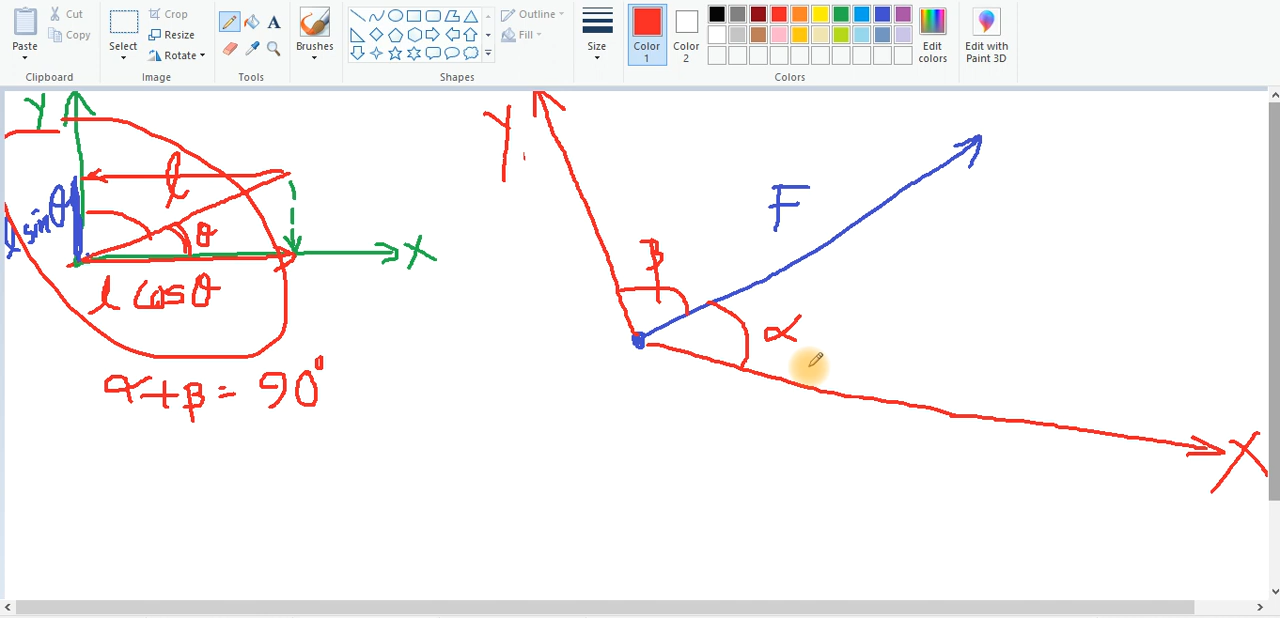 Paste
Cut
Copy
Clipboard
Select
Crop
Resize
Rotate
Image
A
Tools
Brushes
Outline
Fill
Shapes
Size
Color 1
Color 2
Edit colors
Colors
Edit with Paint 3D
Y
l
sinθ
θ
X
l Cosθ
α+β = 90°
Y
F
β
α
X